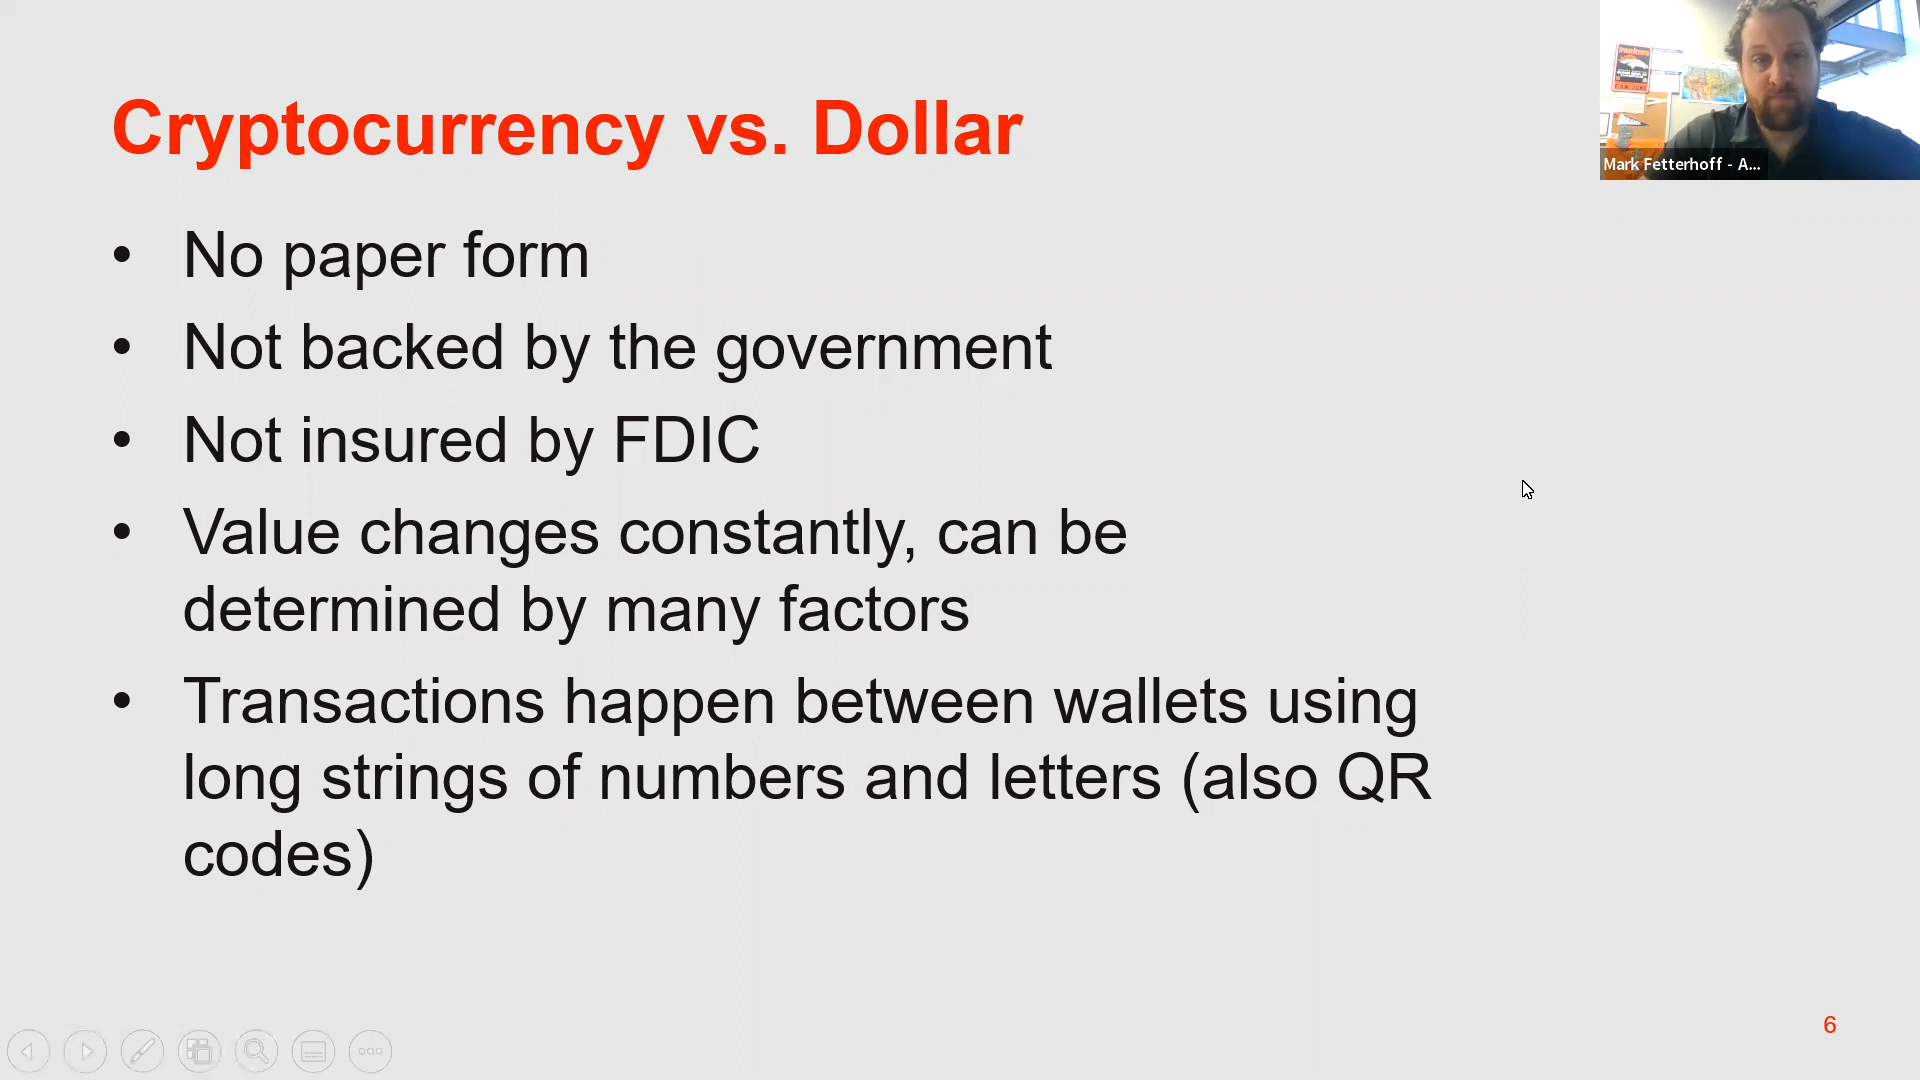 Cryptocurrency vs. Dollar
• No paper form
• Not backed by the government
• Not insured by FDIC
• Value changes constantly, can be
determined by many factors
• Transactions happen between wallets using
long strings of numbers and letters (also QR
codes)
Mark Fetterhoff - A...
6